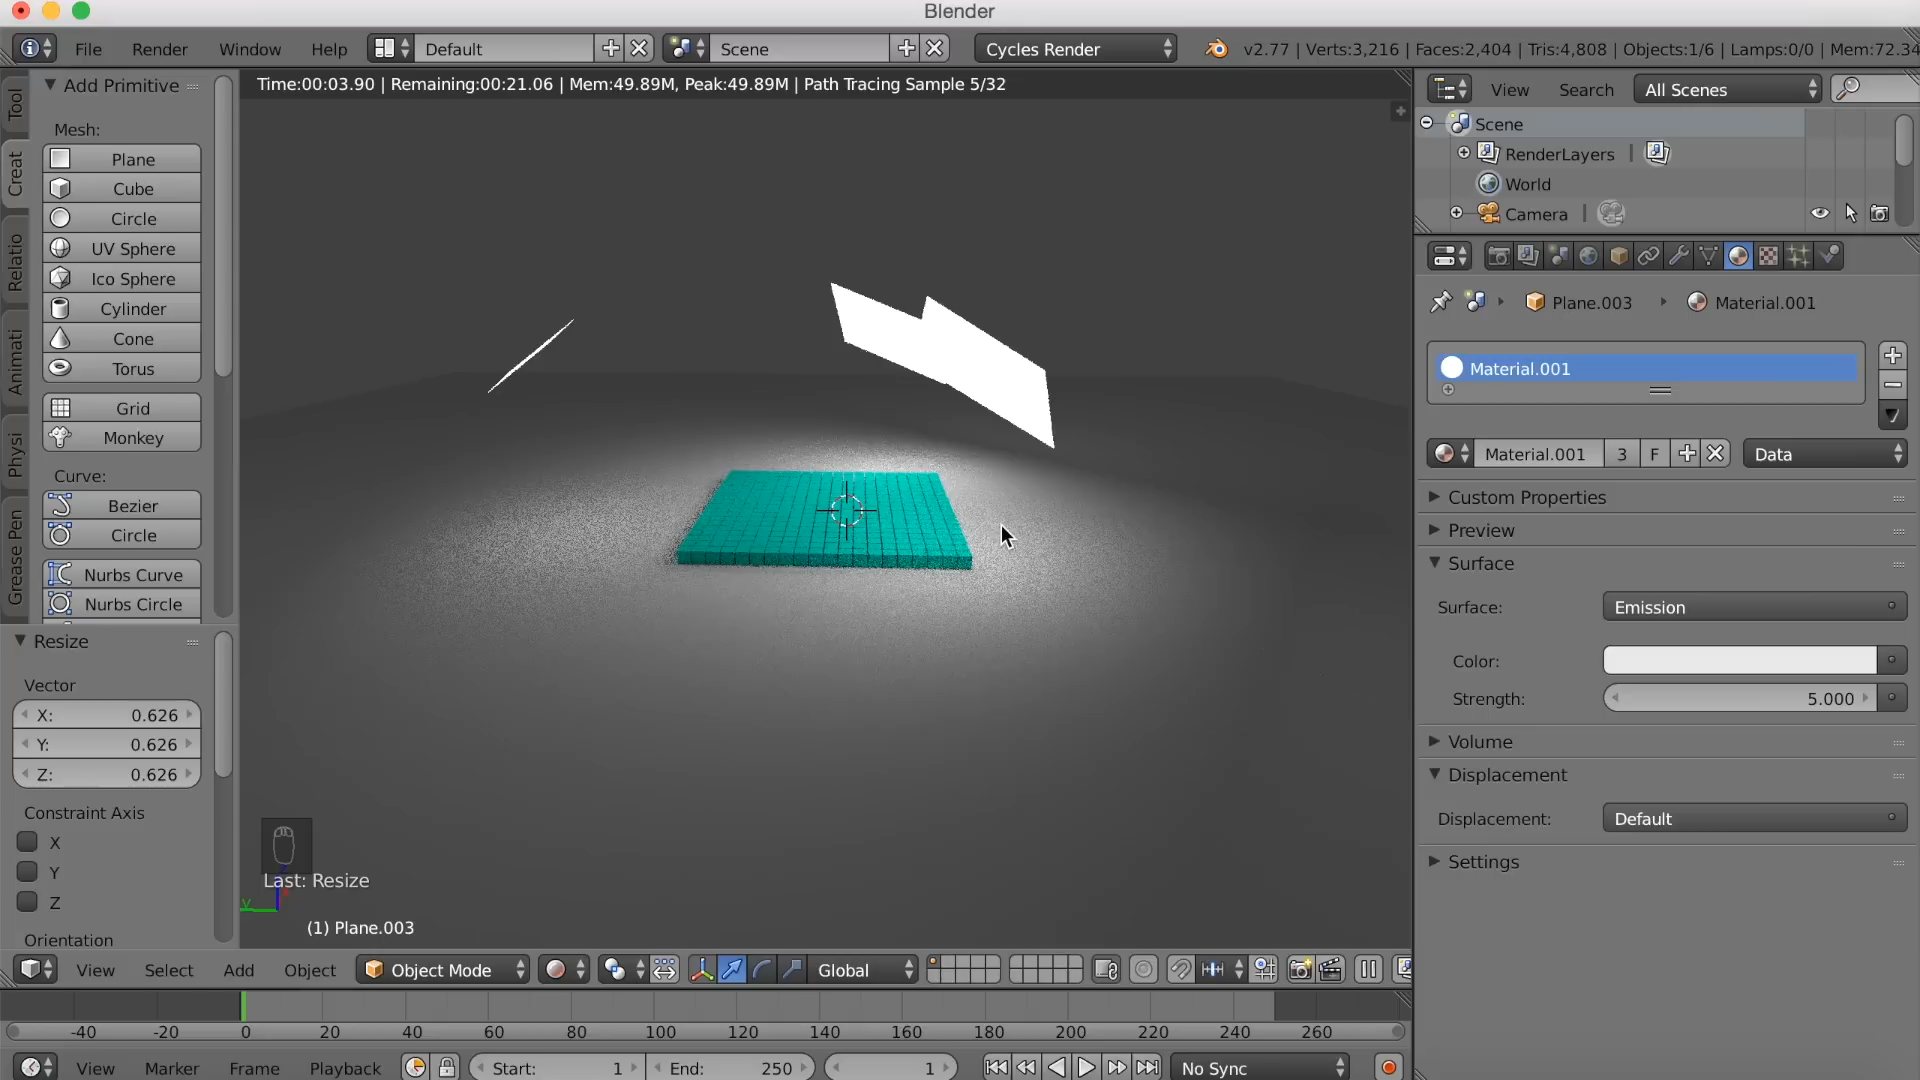 Blender
File Render Window Help Default Scene Cycles Render v2.77 | Verts:3,216 | Faces:2,404 | Tris:4,808 | Objects:1/6 | Lamps:0/0 | Mem:72.34
Time:00:03.90 | Remaining:00:21.06 | Mem:49.89M, Peak:49.89M | Path Tracing Sample 5/32
Tool
Creat
Relatio
Animati
Physi
Grease Pen
Add Primitive
Mesh:
Plane
Cube
Circle
UV Sphere
Ico Sphere
Cylinder
Cone
Torus
Grid
Monkey
Curve:
Bezier
Circle
Nurbs Curve
Nurbs Circle
Resize
Vector
X: 0.626
Y: 0.626
Z: 0.626
Constraint Axis
X
Y
Z
Orientation
Last: Resize
y
(1) Plane.003
View Search All Scenes
Scene
RenderLayers
World
Camera
Plane.003 Material.001
Material.001
Material.001 3 F Data
Custom Properties
Preview
Surface
Surface: Emission
Color:
Strength: 5.000
Volume
Displacement
Displacement: Default
Settings
View Select Add Object Object Mode Global
-40 -20 0 20 40 60 80 100 120 140 160 180 200 220 240 260
View Marker Frame Playback Start: 1 End: 250 1 No Sync